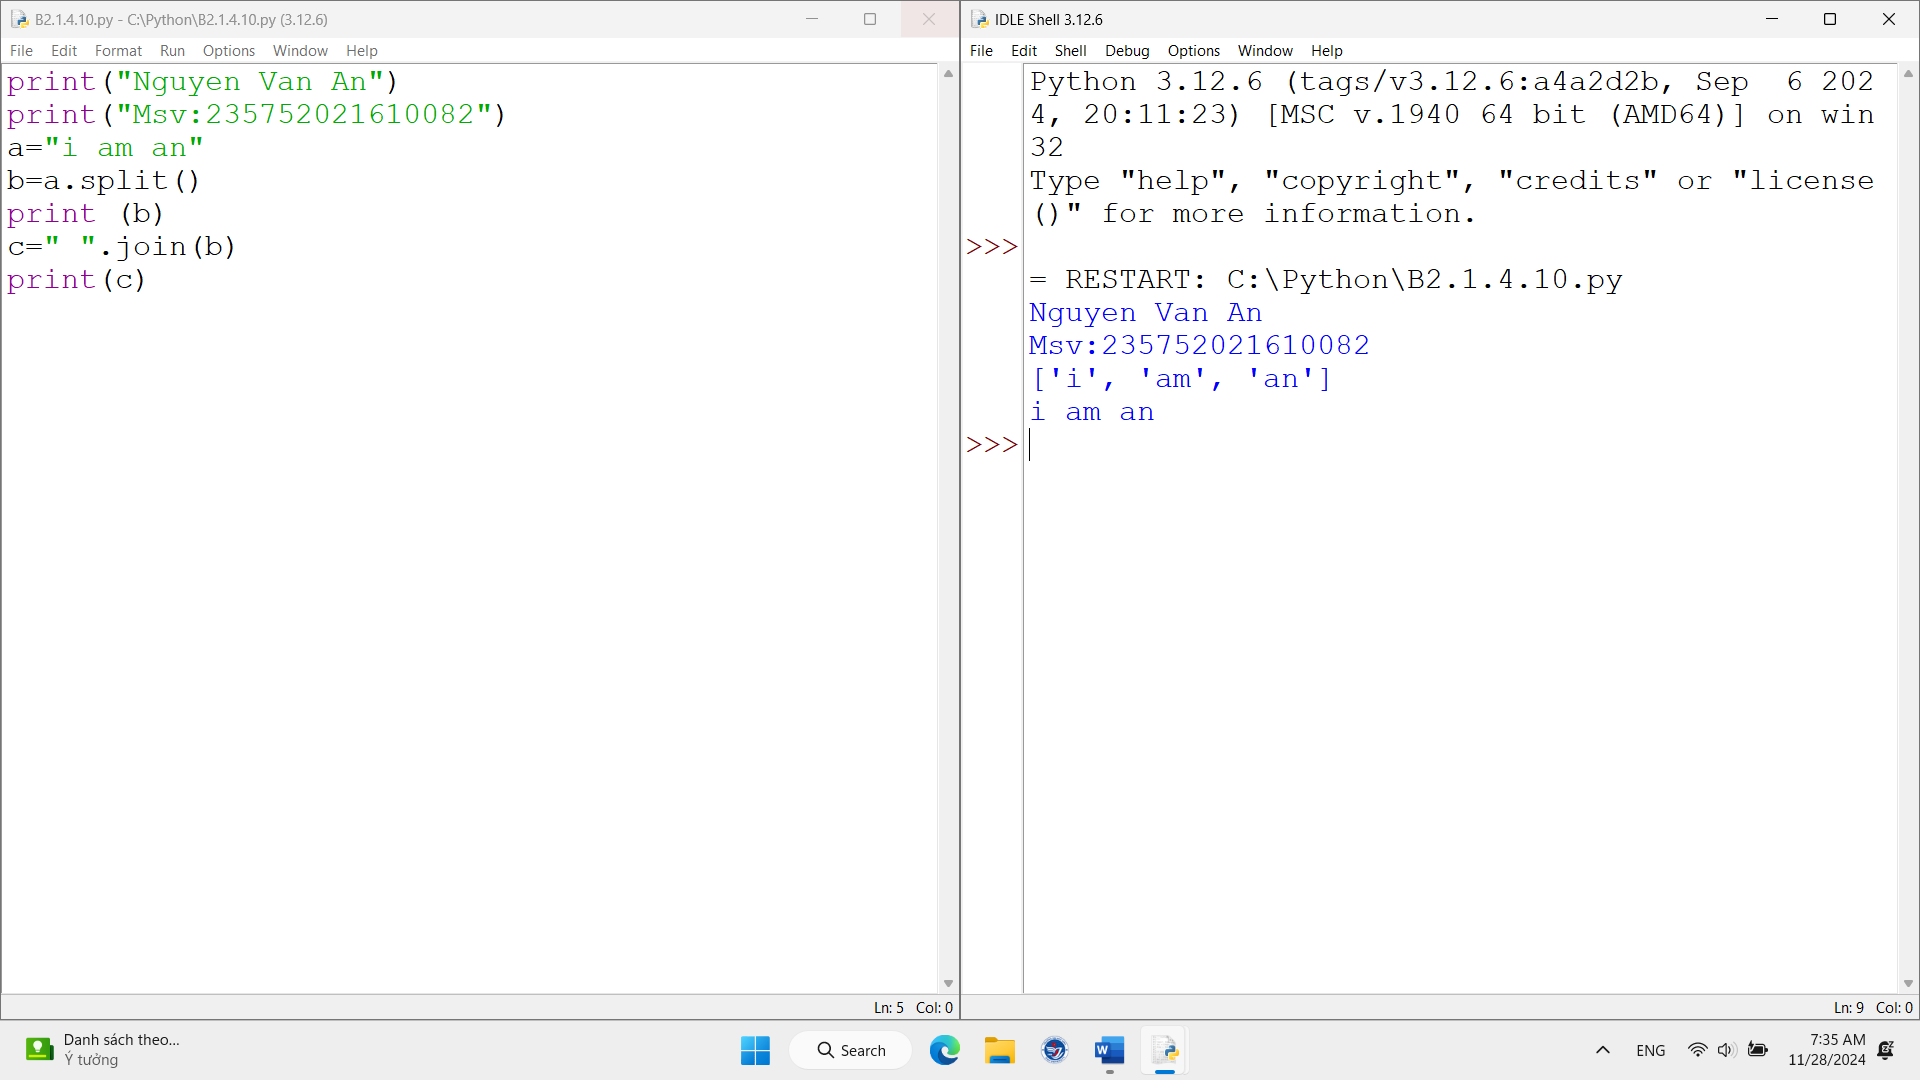 B2.1.4.10.py - C:\Python\B2.1.4.10.py (3.12.6)
File Edit Format Run Options Window Help
print("Nguyen Van An")
print("Msv:235752021610082")
a="i am an"
b=a.split()
print (b)
c=" ".join(b)
print(c)
Ln: 5 Col: 0
IDLE Shell 3.12.6
File Edit Shell Debug Options Window Help
Python 3.12.6 (tags/v3.12.6:a4a2d2b, Sep  6 202
4, 20:11:23) [MSC v.1940 64 bit (AMD64)] on win
32
Type "help", "copyright", "credits" or "license
()" for more information.
>>>
= RESTART: C:\Python\B2.1.4.10.py
Nguyen Van An
Msv:235752021610082
['i', 'am', 'an']
i am an
>>>
Ln: 9 Col: 0
Danh sách theo...
Ý tưởng
Search
ENG
7:35 AM
11/28/2024